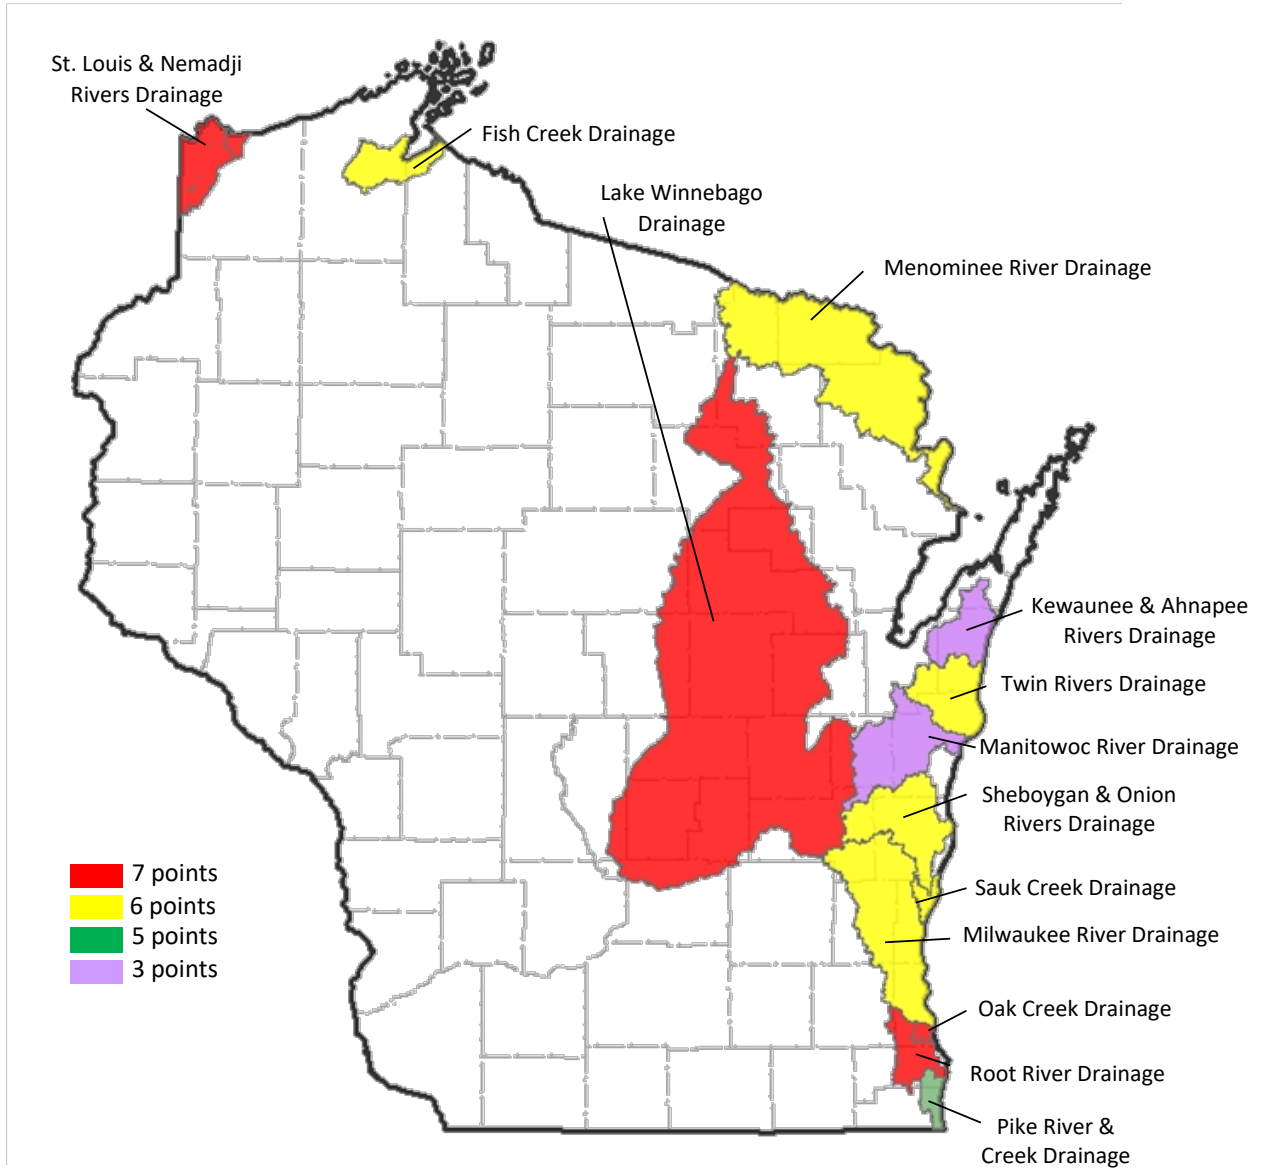 St. Louis & Nemadji
Rivers Drainage
Fish Creek Drainage
Lake Winnebago
Drainage
Menominee River Drainage
Kewaunee & Ahnapee
Rivers Drainage
Twin Rivers Drainage
Manitowoc River Drainage
Sheboygan & Onion
Rivers Drainage
7 points
6 points
5 points
3 points
Sauk Creek Drainage
Milwaukee River Drainage
Oak Creek Drainage
Root River Drainage
Pike River &
Creek Drainage